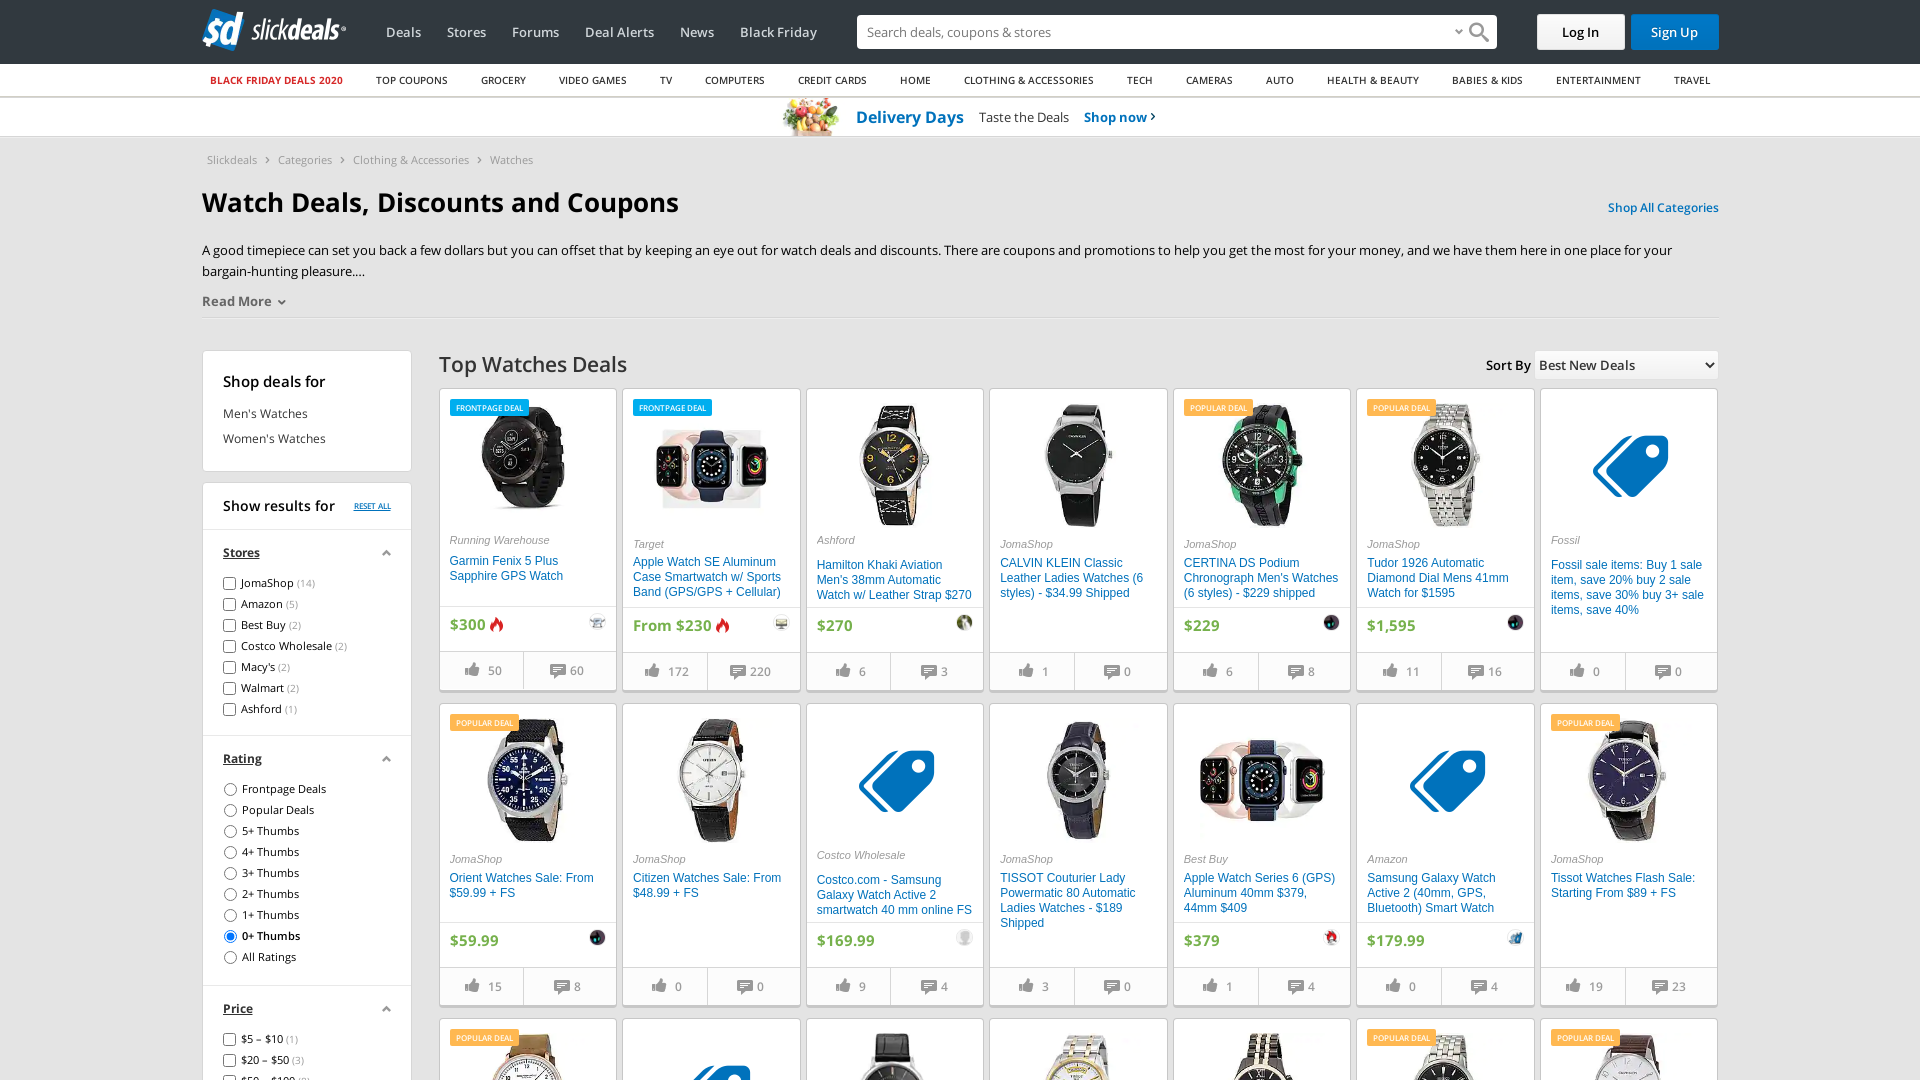 sd slickdeals
Deals
Stores
Forums
Deal Alerts
News
Black Friday
Search deals, coupons & stores
Log In
Sign Up
BLACK FRIDAY DEALS 2020
TOP COUPONS
GROCERY
VIDEO GAMES
TV
COMPUTERS
CREDIT CARDS
HOME
CLOTHING & ACCESSORIES
TECH
CAMERAS
AUTO
HEALTH & BEAUTY
BABIES & KIDS
ENTERTAINMENT
TRAVEL
Delivery Days Taste the Deals Shop now
Slickdeals > Categories > Clothing & Accessories > Watches
Watch Deals, Discounts and Coupons
Shop All Categories
A good timepiece can set you back a few dollars but you can offset that by keeping an eye out for watch deals and discounts. There are coupons and promotions to help you get the most for your money, and we have them here in one place for your
bargain-hunting pleasure....
Read More
Shop deals for
Men's Watches
Women's Watches
Show results for
RESET ALL
Stores
JomaShop (14)
Amazon (5)
Best Buy (2)
Costco Wholesale (2)
Macy's (2)
Walmart (2)
Ashford (1)
Rating
Frontpage Deals
Popular Deals
5+ Thumbs
4+ Thumbs
3+ Thumbs
2+ Thumbs
1+ Thumbs
0+ Thumbs
All Ratings
Price
$5 – $10 (1)
$20 – $50 (3)
Top Watches Deals
Sort By
Best New Deals
FRONTPAGE DEAL
Running Warehouse
Garmin Fenix 5 Plus
Sapphire GPS Watch
$300
50
60
FRONTPAGE DEAL
Target
Apple Watch SE Aluminum
Case Smartwatch w/ Sports
Band (GPS/GPS + Cellular)
From $230
172
220
Ashford
Hamilton Khaki Aviation
Men's 38mm Automatic
Watch w/ Leather Strap $270
$270
6
3
JomaShop
CALVIN KLEIN Classic
Leather Ladies Watches (6
styles) - $34.99 Shipped
1
0
POPULAR DEAL
JomaShop
CERTINA DS Podium
Chronograph Men's Watches
(6 styles) - $229 shipped
$229
6
8
POPULAR DEAL
JomaShop
Tudor 1926 Automatic
Diamond Dial Mens 41mm
Watch for $1595
$1,595
11
16
Fossil
Fossil sale items: Buy 1 sale
item, save 20% buy 2 sale
items, save 30% buy 3+ sale
items, save 40%
0
0
POPULAR DEAL
JomaShop
Orient Watches Sale: From
$59.99 + FS
$59.99
15
8
JomaShop
Citizen Watches Sale: From
$48.99 + FS
0
0
Costco Wholesale
Costco.com - Samsung
Galaxy Watch Active 2
smartwatch 40 mm online FS
$169.99
9
4
JomaShop
TISSOT Couturier Lady
Powermatic 80 Automatic
Ladies Watches - $189
Shipped
3
0
Best Buy
Apple Watch Series 6 (GPS)
Aluminum 40mm $379,
44mm $409
$379
1
4
Amazon
Samsung Galaxy Watch
Active 2 (40mm, GPS,
Bluetooth) Smart Watch
$179.99
0
4
POPULAR DEAL
JomaShop
Tissot Watches Flash Sale:
Starting From $89 + FS
19
23
POPULAR DEAL
POPULAR DEAL
POPULAR DEAL